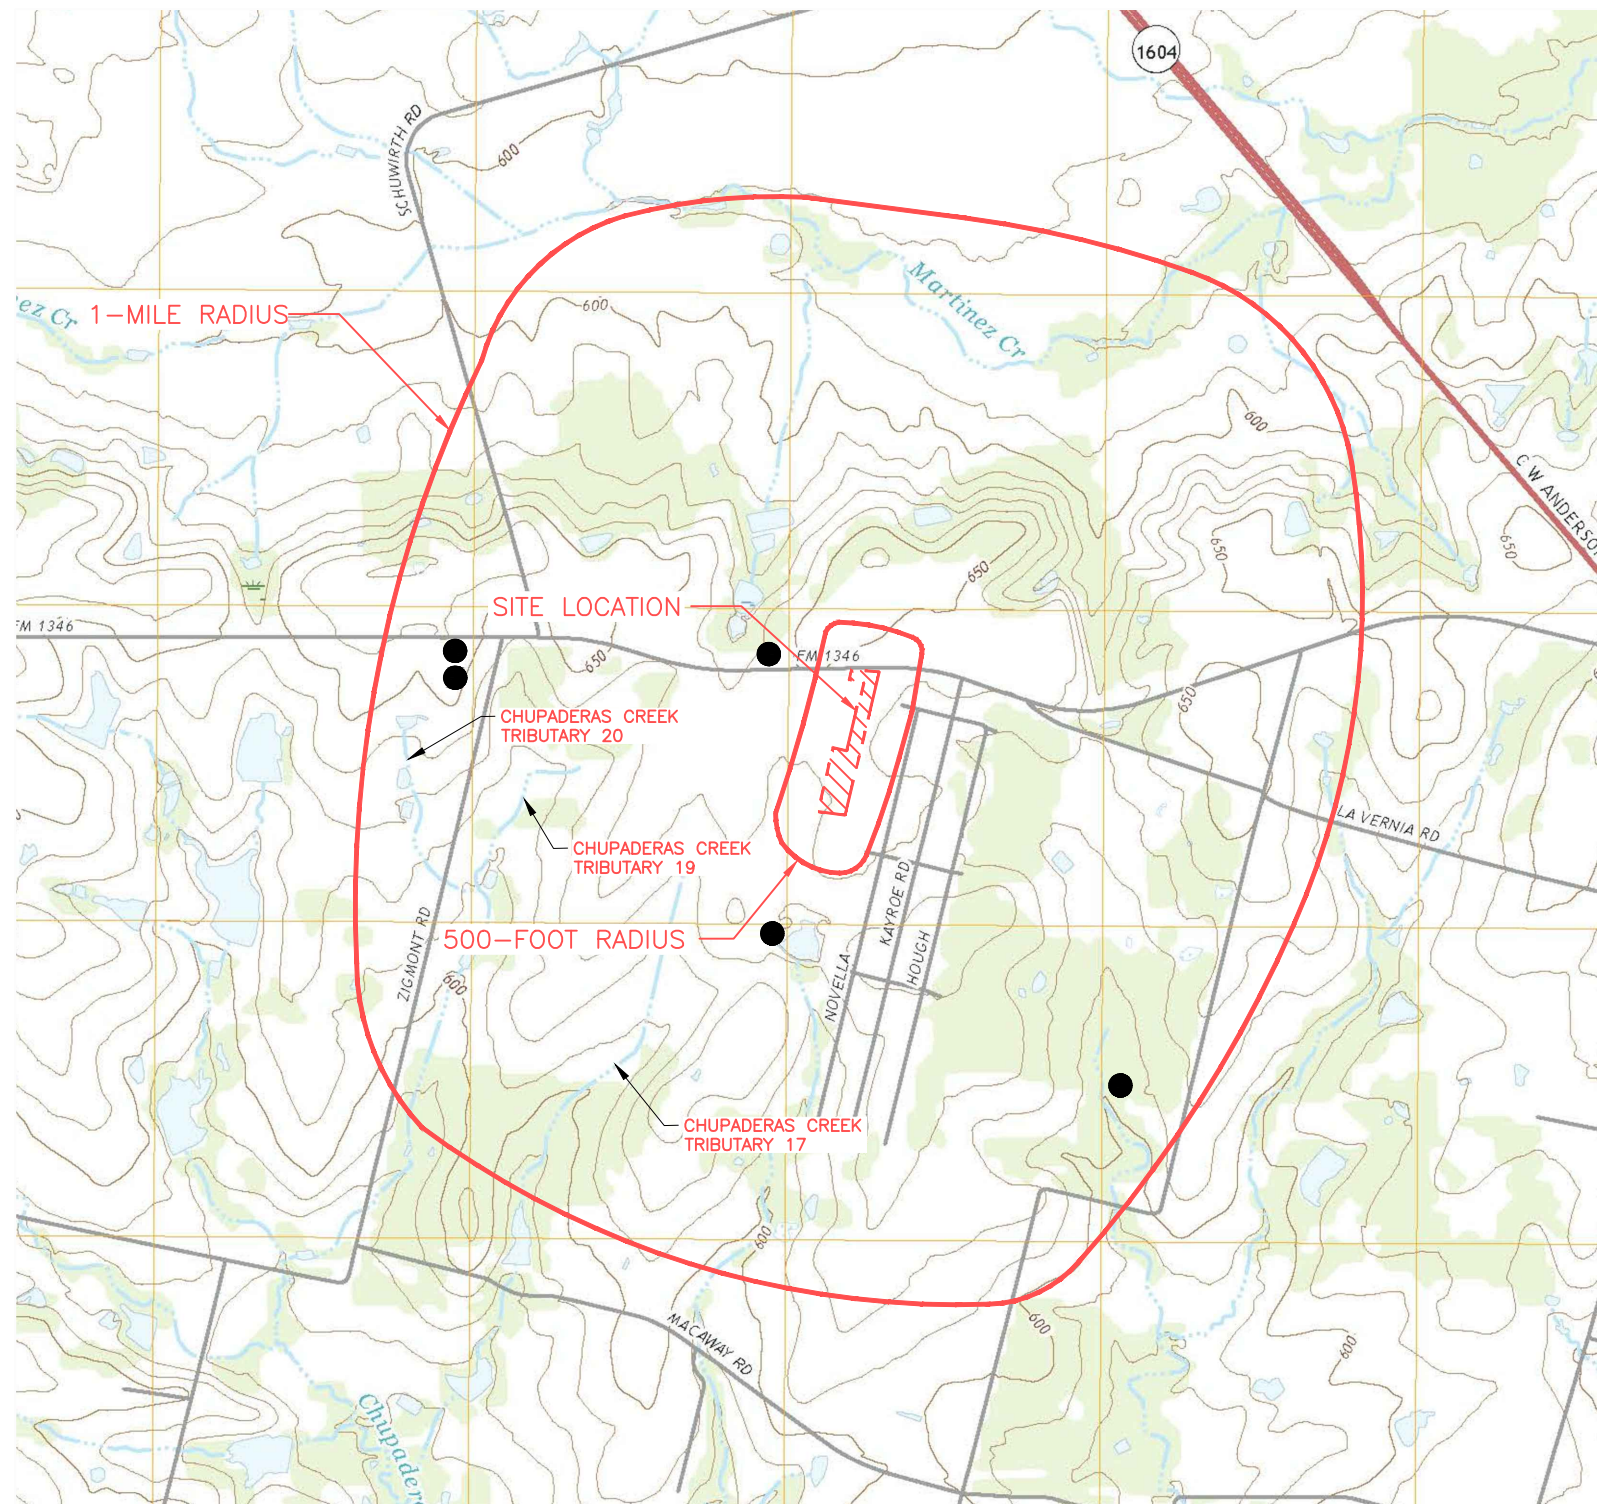 1604
SCHUWIRTH RD
600
Martinez Cr
ez Cr
1-MILE RADIUS
600
600
C W ANDERSO
650
650
650
SITE LOCATION
FM 1346
FM 1346
650
650
CHUPADERAS CREEK
TRIBUTARY 20
LA VERNIA RD
CHUPADERAS CREEK
TRIBUTARY 19
KAYROE RD
500-FOOT RADIUS
ZIGMONT RD
HOUGH
NOVELLA
600
CHUPADERAS CREEK
TRIBUTARY 17
600
600
600
MACAWAY RD
Chupader